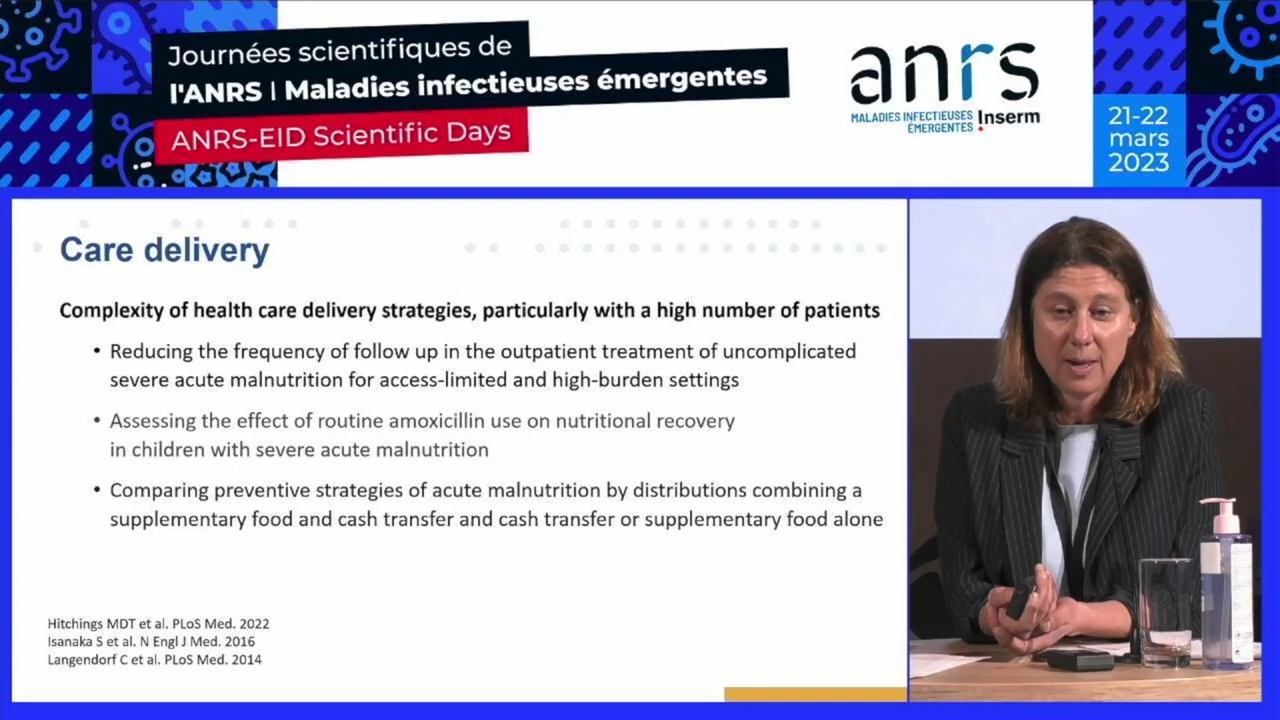 Journées scientifiques de
l'ANRS | Maladies infectieuses émergentes
ANRS-EID Scientific Days
anrs
MALADIES INFECTIEUSES
ÉMERGENTES Inserm
21-22
mars
2023
Care delivery
Complexity of health care delivery strategies, particularly with a high number of patients
• Reducing the frequency of follow up in the outpatient treatment of uncomplicated
severe acute malnutrition for access-limited and high-burden settings
• Assessing the effect of routine amoxicillin use on nutritional recovery
in children with severe acute malnutrition
• Comparing preventive strategies of acute malnutrition by distributions combining a
supplementary food and cash transfer and cash transfer or supplementary food alone
Hitchings MDT et al. PLoS Med. 2022
Isanaka S et al. N Engl J Med. 2016
Langendorf C et al. PLoS Med. 2014